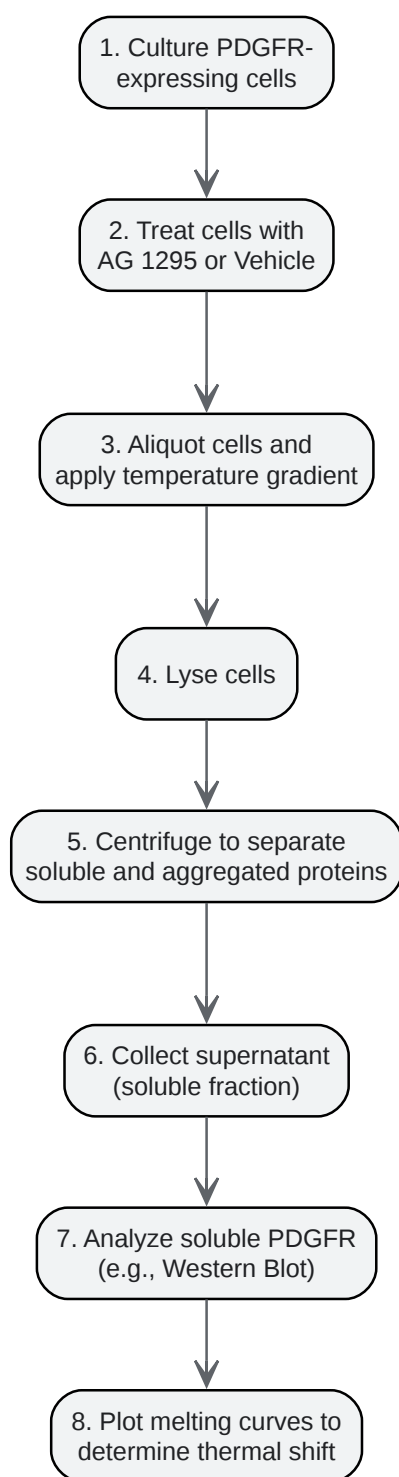 1. Culture PDGFR-
expressing cells
2. Treat cells with
AG 1295 or Vehicle
3. Aliquot cells and
apply temperature gradient
4. Lyse cells
5. Centrifuge to separate
soluble and aggregated proteins
6. Collect supernatant
(soluble fraction)
7. Analyze soluble PDGFR
(e.g., Western Blot)
8. Plot melting curves to
determine thermal shift